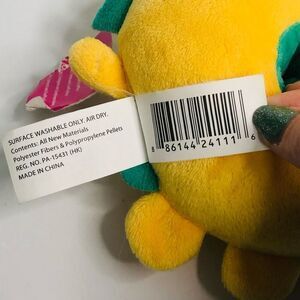 SURFACE WASHABLE ONLY. AIR DRY.
Contents: All New Materials
Polyester Fibers & Polypropylene Pellets
REG. NO. PA-15431 (HK)
MADE IN CHINA
8 86144 24111 6